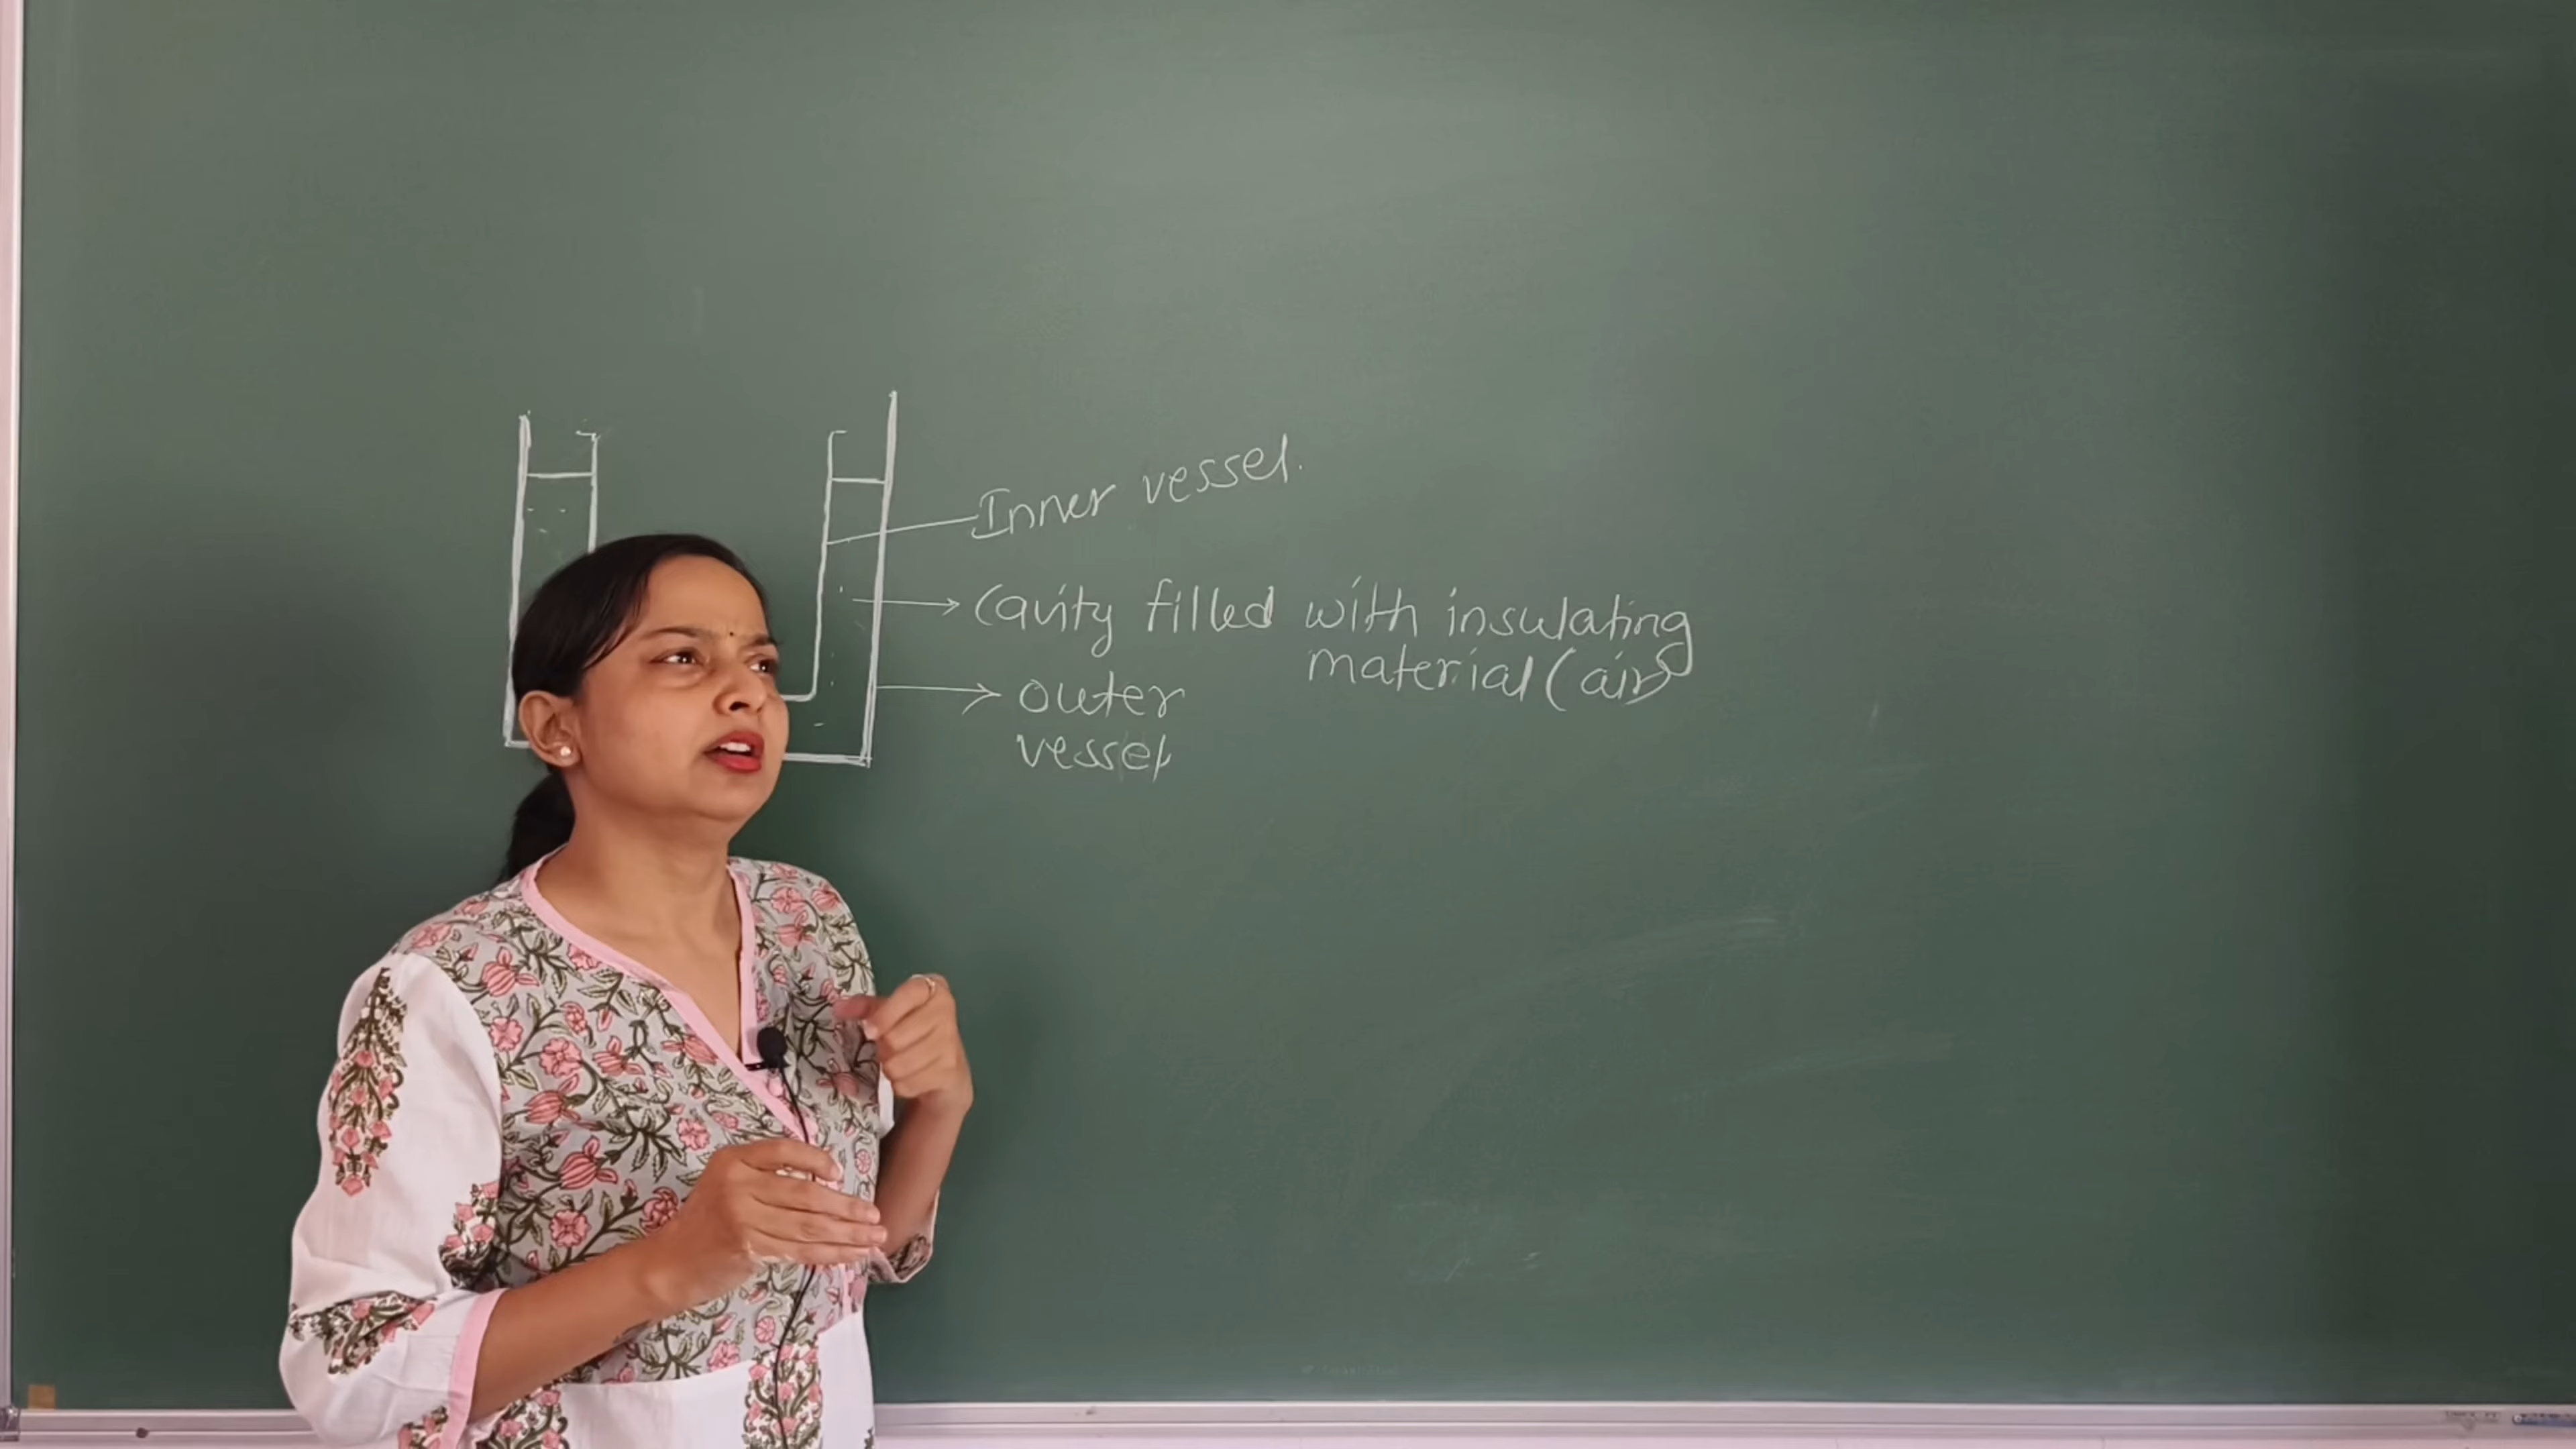 Inner vessel.
Cavity filled with insulating
material (air)
outer
vessel